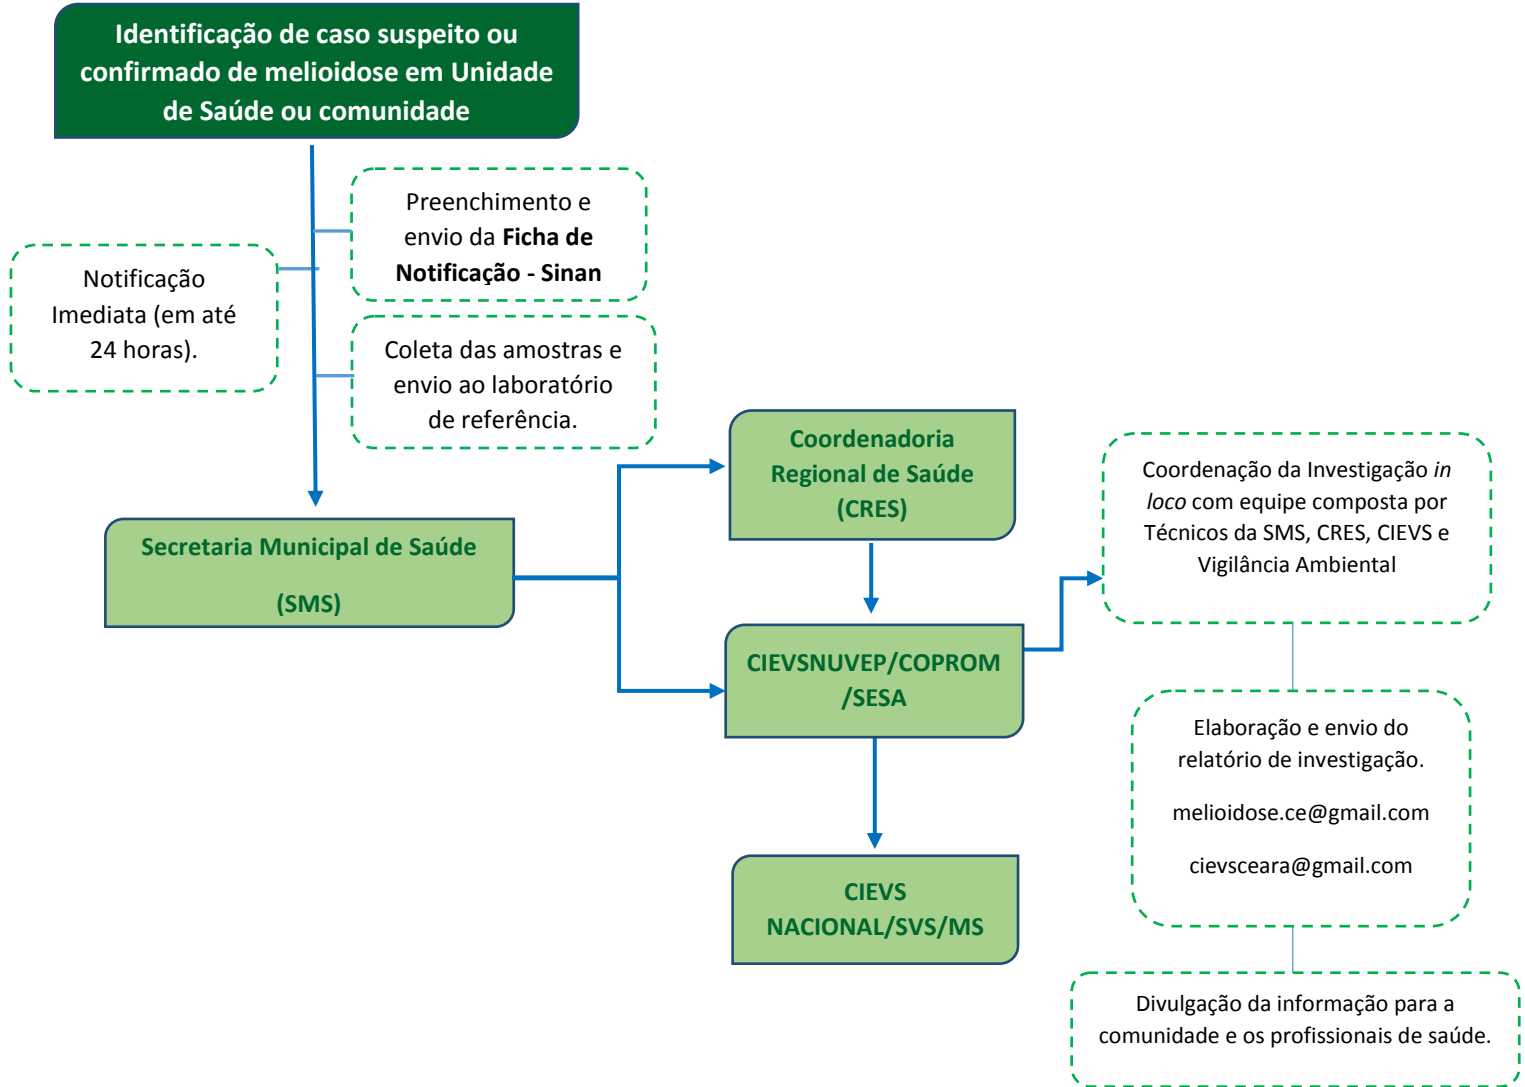 Identificação de caso suspeito ou
confirmado de melioidose em Unidade
de Saúde ou comunidade
Preenchimento e
envio da Ficha de
Notificação - Sinan
Notificação
Imediata (em até
24 horas).
Coleta das amostras e
envio ao laboratório
de referência.
Secretaria Municipal de Saúde
(SMS)
Coordenadoria
Regional de Saúde
(CRES)
CIEVSNUVEP/COPROM
/SESA
CIEVS
NACIONAL/SVS/MS
Coordenação da Investigação in
loco com equipe composta por
Técnicos da SMS, CRES, CIEVS e
Vigilância Ambiental
Elaboração e envio do
relatório de investigação.
melioidose.ce@gmail.com
cievsceara@gmail.com
Divulgação da informação para a
comunidade e os profissionais de saúde.